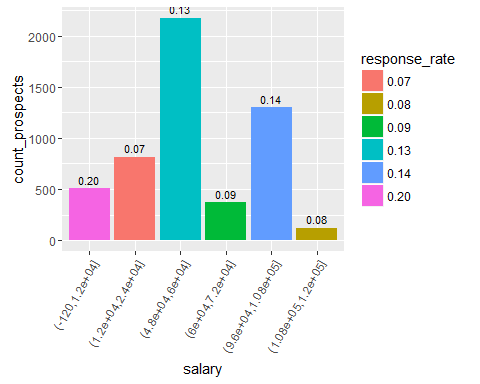 0.13
2000
response_rate
0.07
0.08
0.09
0.13
0.14
0.20
count_prospects
1500
0.14
1000
0.07
500
0.20
0.09
0.08
0
(-120,1.2e+04]
(1.2e+04,2.4e+04]
(4.8e+04,6e+04]
(6e+04,7.2e+04]
(9.6e+04,1.08e+05]
(1.08e+05,1.2e+05]
salary